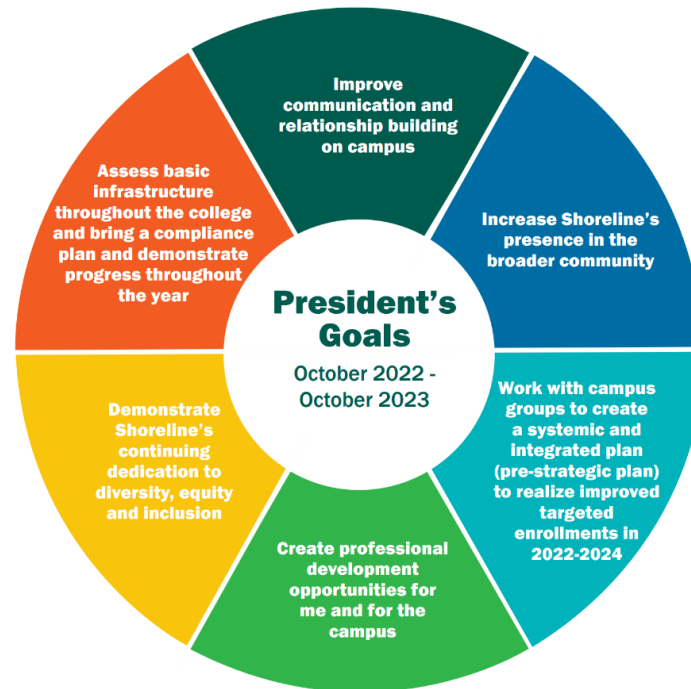 President's
Goals
October 2022 -
October 2023
Improve
communication and
relationship building
on campus
Increase Shoreline's
presence in the
broader community
Work with campus
groups to create
a systemic and
integrated plan
(pre-strategic plan)
to realize improved
targeted
enrollments in
2022-2024
Create professional
development
opportunities for
me and for the
campus
Demonstrate
Shoreline's
continuing
dedication to
diversity, equity
and inclusion
Assess basic
infrastructure
throughout the college
and bring a compliance
plan and demonstrate
progress throughout
the year